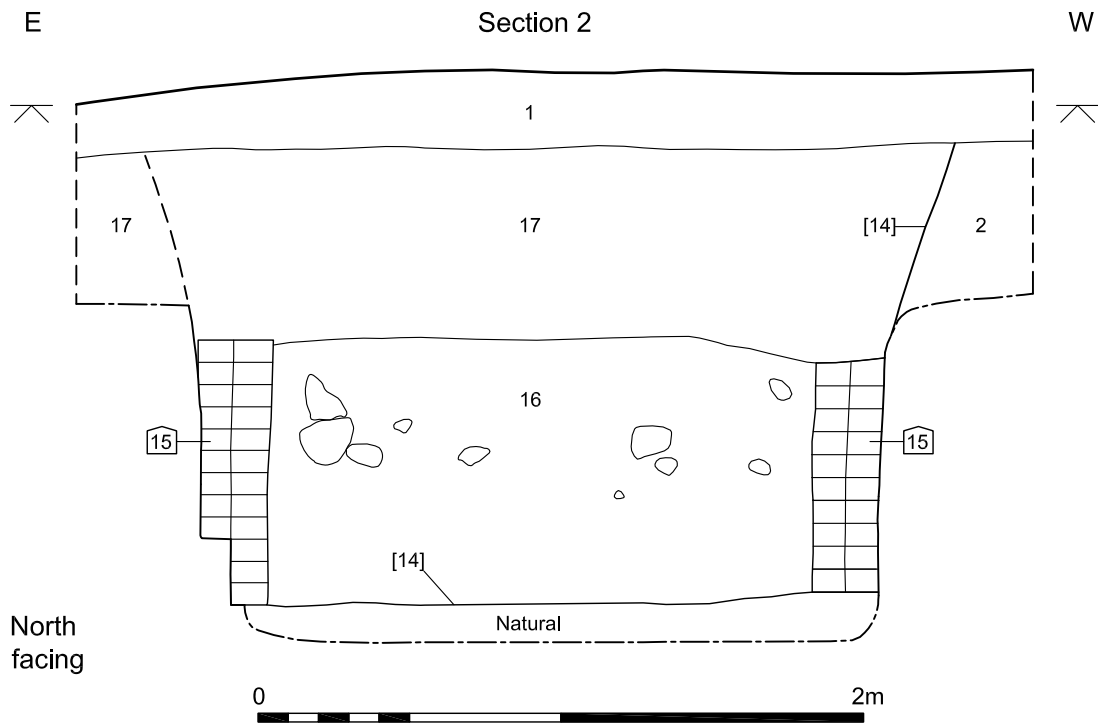 E Section 2 W
1
17 17 [14] 2
16
15 15
[14]
Natural
North
facing
0 2m